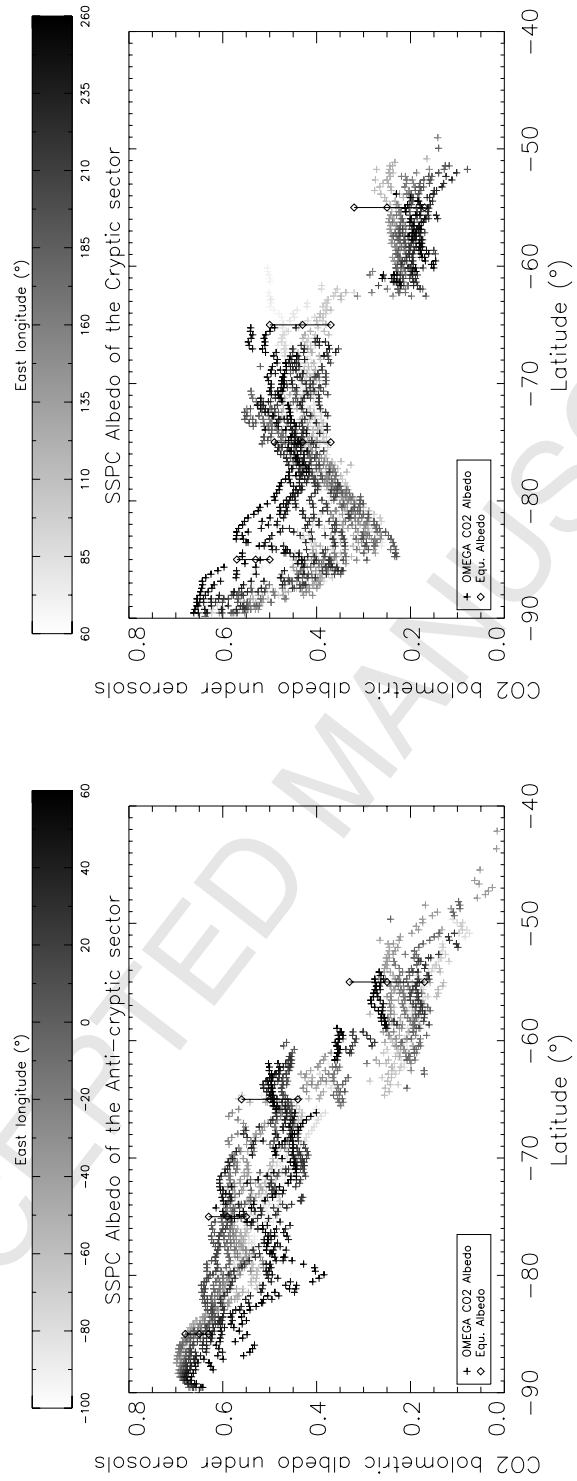 East longitude (°)
-100 -80 -60 -40 -20 0 20 40 60
SSPC Albedo of the Anti-cryptic sector
CO2 bolometric albedo under aerosols
0.8
0.6
0.4
0.2
0.0
+ OMEGA CO2 Albedo
◇ Equ. Albedo
-90 -80 -70 -60 -50 -40
Latitude (°)
East longitude (°)
60 85 110 135 160 185 210 235 260
SSPC Albedo of the Cryptic sector
CO2 bolometric albedo under aerosols
0.8
0.6
0.4
0.2
0.0
+ OMEGA CO2 Albedo
◇ Equ. Albedo
-90 -80 -70 -60 -50 -40
Latitude (°)
CEPTED MANUS